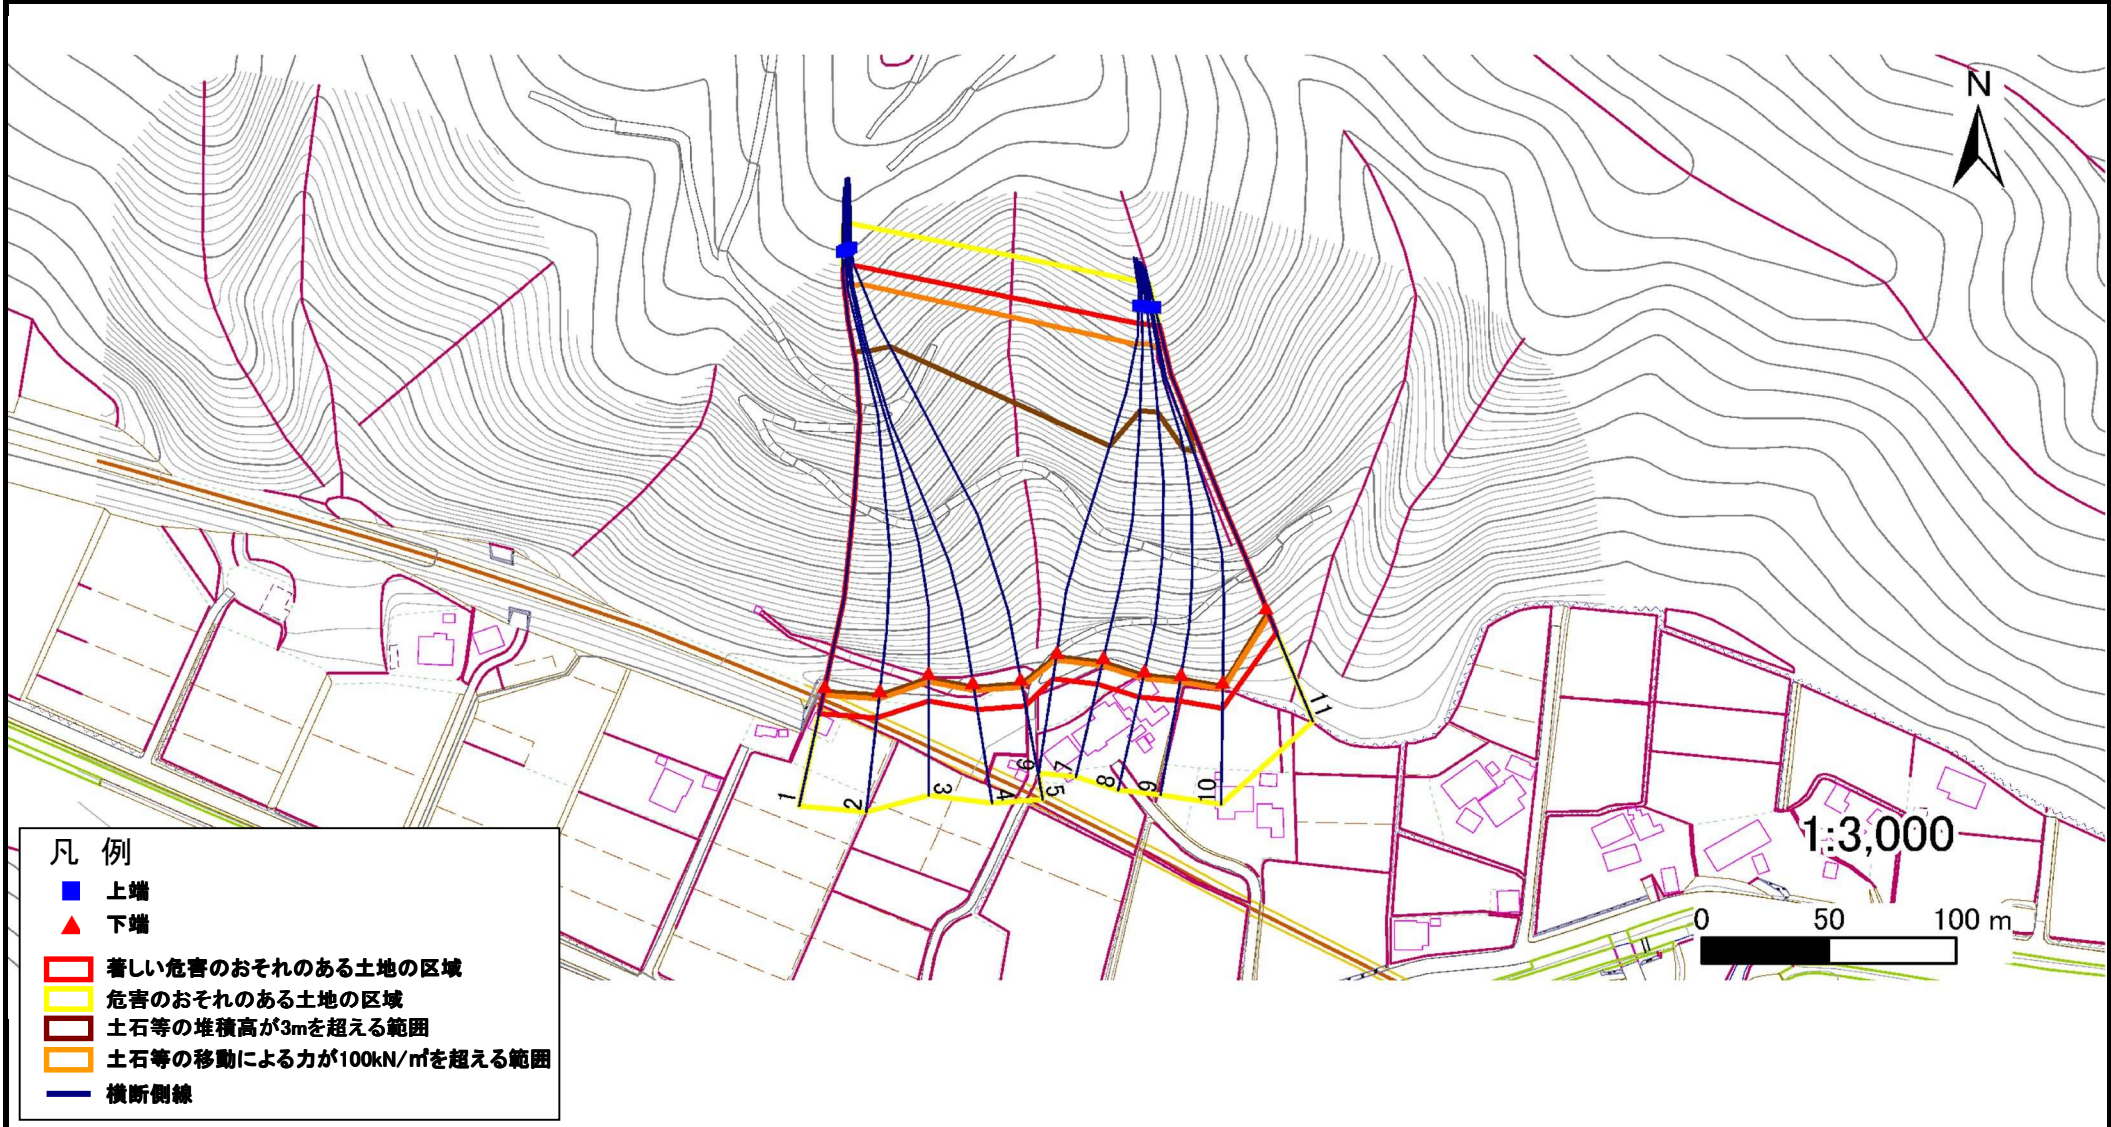 N
11
1
2
3
4
5
6
7
8
9
10
1:3,000
0 50 100 m
凡 例
上端
下端
著しい危害のおそれのある土地の区域
危害のおそれのある土地の区域
土石等の堆積高が3mを超える範囲
土石等の移動による力が100kN/㎡を超える範囲
横断側線